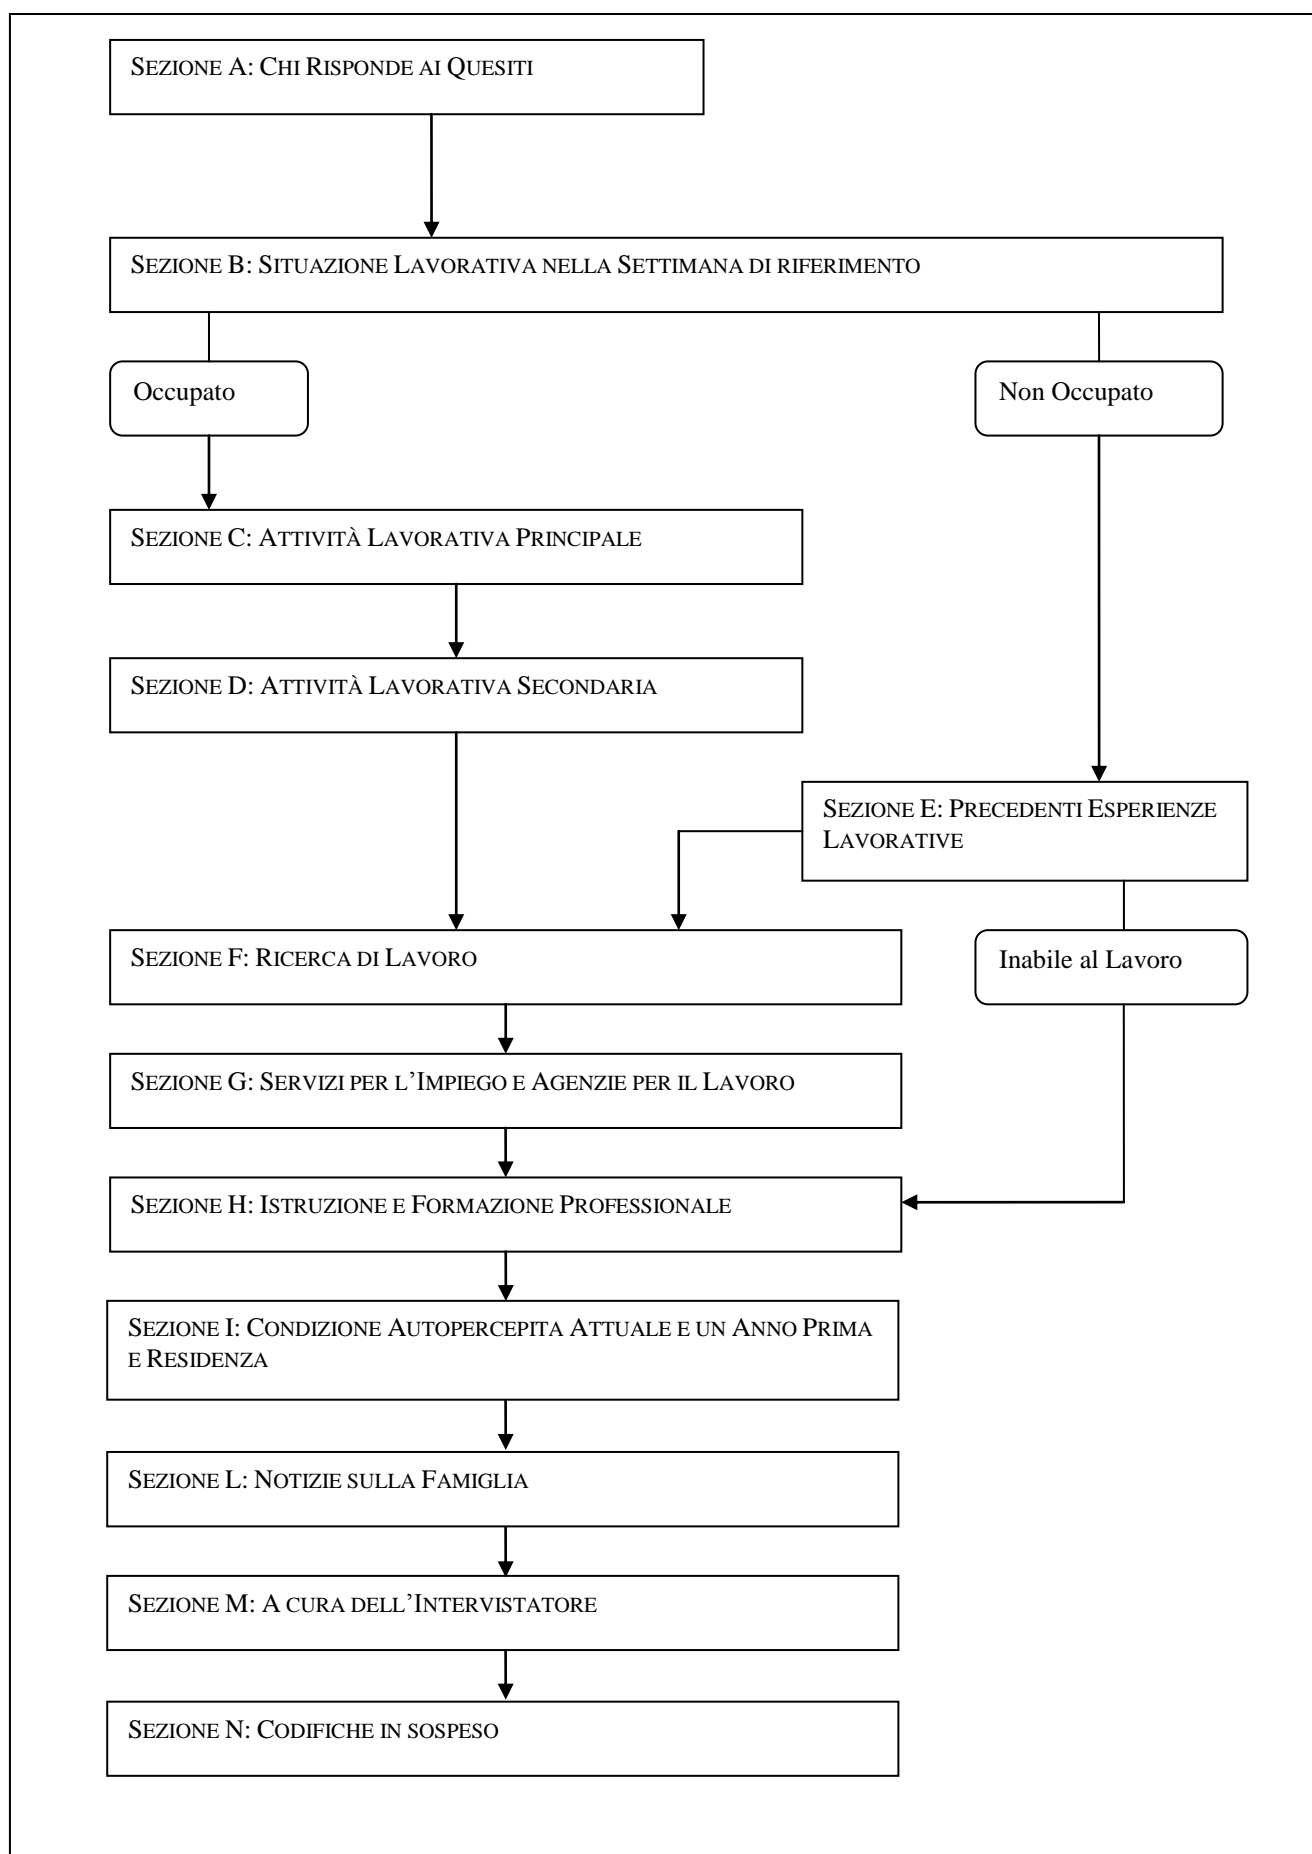 SEZIONE A: CHI RISPONDE AI QUESITI
SEZIONE B: SITUAZIONE LAVORATIVA NELLA SETTIMANA DI RIFERIMENTO
Occupato
Non Occupato
SEZIONE C: ATTIVITÀ LAVORATIVA PRINCIPALE
SEZIONE D: ATTIVITÀ LAVORATIVA SECONDARIA
SEZIONE E: PRECEDENTI ESPERIENZE
LAVORATIVE
SEZIONE F: RICERCA DI LAVORO
Inabile al Lavoro
SEZIONE G: SERVIZI PER L’IMPIEGO E AGENZIE PER IL LAVORO
SEZIONE H: ISTRUZIONE E FORMAZIONE PROFESSIONALE
SEZIONE I: CONDIZIONE AUTOPERCEPITA ATTUALE E UN ANNO PRIMA
E RESIDENZA
SEZIONE L: NOTIZIE SULLA FAMIGLIA
SEZIONE M: A CURA DELL’INTERVISTATORE
SEZIONE N: CODIFICHE IN SOSPESO